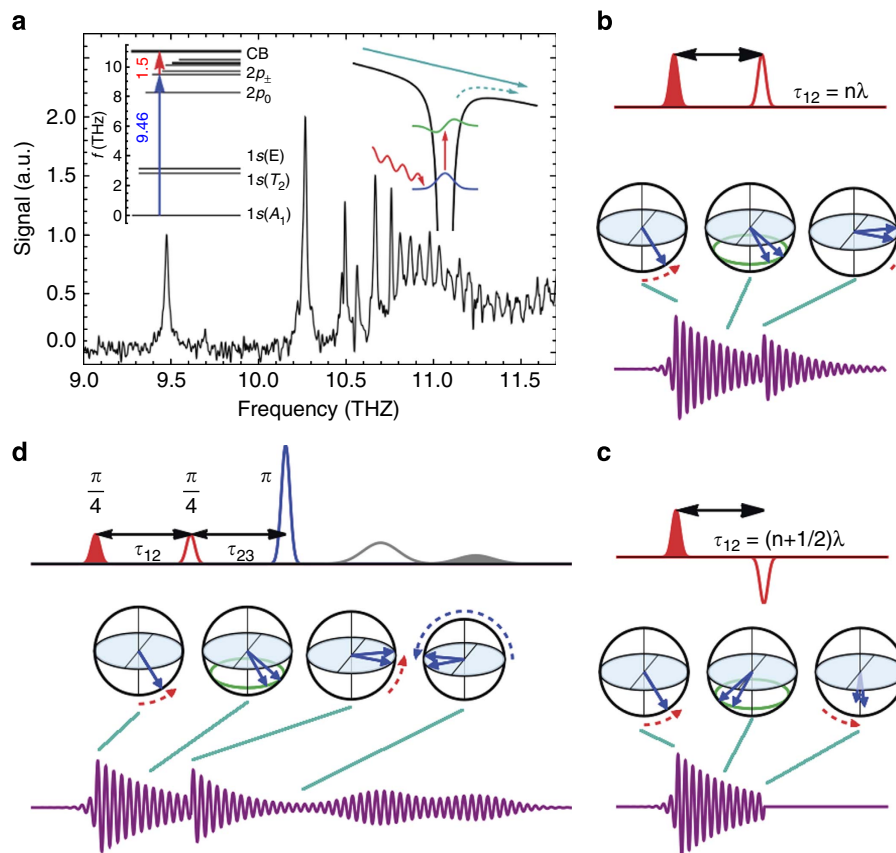 a
Signal (a.u.)
2.0
1.5
1.0
0.5
0.0
9.0 9.5 10.0 10.5 11.0 11.5
Frequency (THZ)
f (THz)
10
8
6
4
2
0
1.5
9.46
CB
2p±
2p0
1s(E)
1s(T2)
1s(A1)
b
τ12 = nλ
d
π/4 π/4 π
τ12 τ23
c
τ12 = (n+1/2)λ